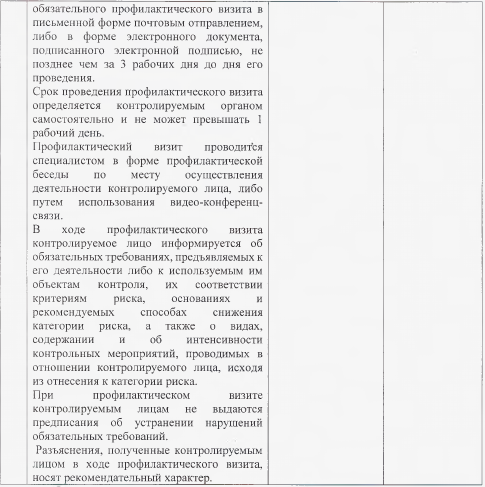 обязательного профилактического визита в
письменной форме почтовым отправлением,
либо в форме электронного документа,
подписанного электронной подписью, не
позднее чем за 3 рабочих дня до дня его
проведения.
Срок проведения профилактического визита
определяется контролируемым органом
самостоятельно и не может превышать 1
рабочий день.
Профилактический визит проводится
специалистом в форме профилактической
беседы по месту осуществления
деятельности контролируемого лица, либо
путем использования видео-конференц-
связи.
В ходе профилактического визита
контролируемое лицо информируется об
обязательных требованиях, предъявляемых к
его деятельности либо к используемым им
объектам контроля, их соответствии
критериям риска, основаниях и
рекомендуемых способах снижения
категории риска, а также о видах,
содержании и об интенсивности
контрольных мероприятий, проводимых в
отношении контролируемого лица, исходя
из отнесения к категории риска.
При профилактическом визите
контролируемым лицам не выдаются
предписания об устранении нарушений
обязательных требований.
Разъяснения, полученные контролируемым
лицом в ходе профилактического визита,
носят рекомендательный характер.